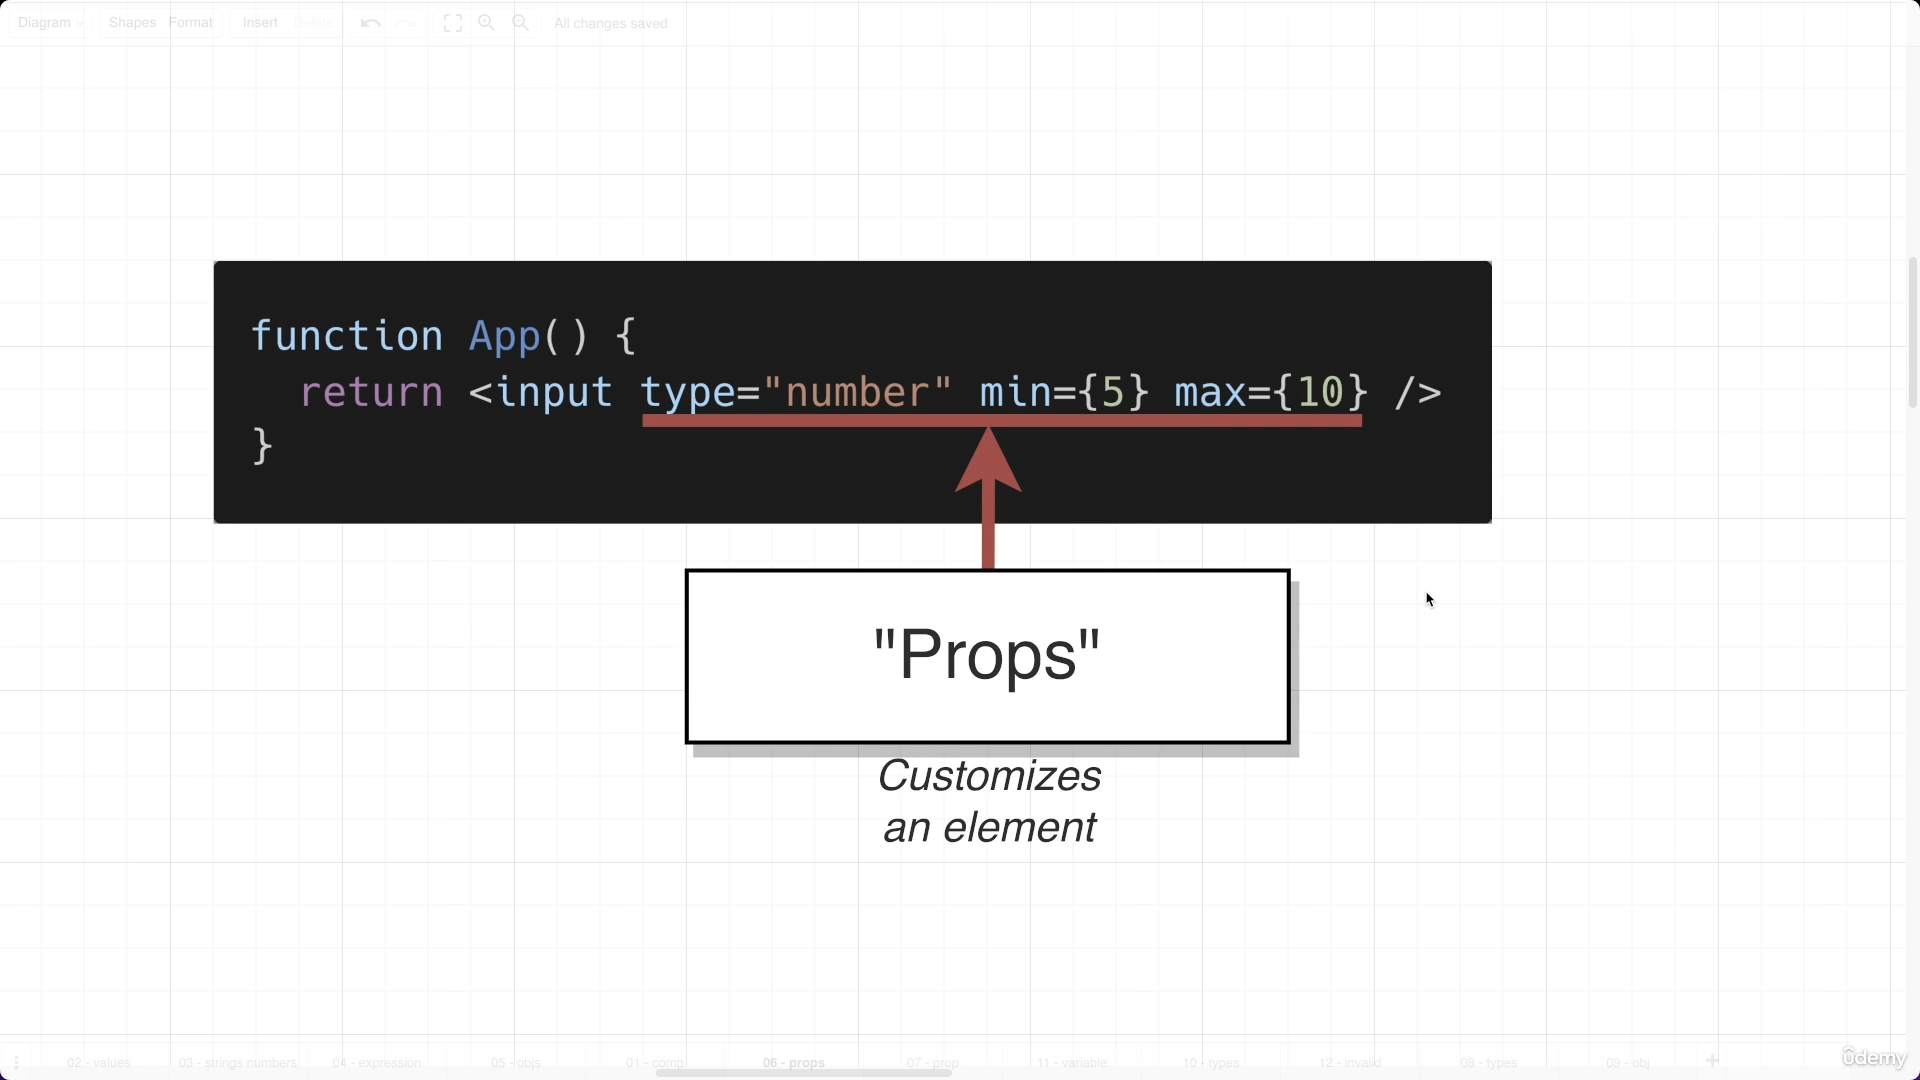 Diagram Shapes Format Insert Delete All changes saved
function App() {
return <input type="number" min={5} max={10} />
}
"Props"
Customizes
an element
02 - values 03 - strings numbers 04 - expression 05 - objs 01 - comp 06 - props 07 - prop 11 - variable 10 - types 12 - invalid 08 - types 09 - obj
udemy